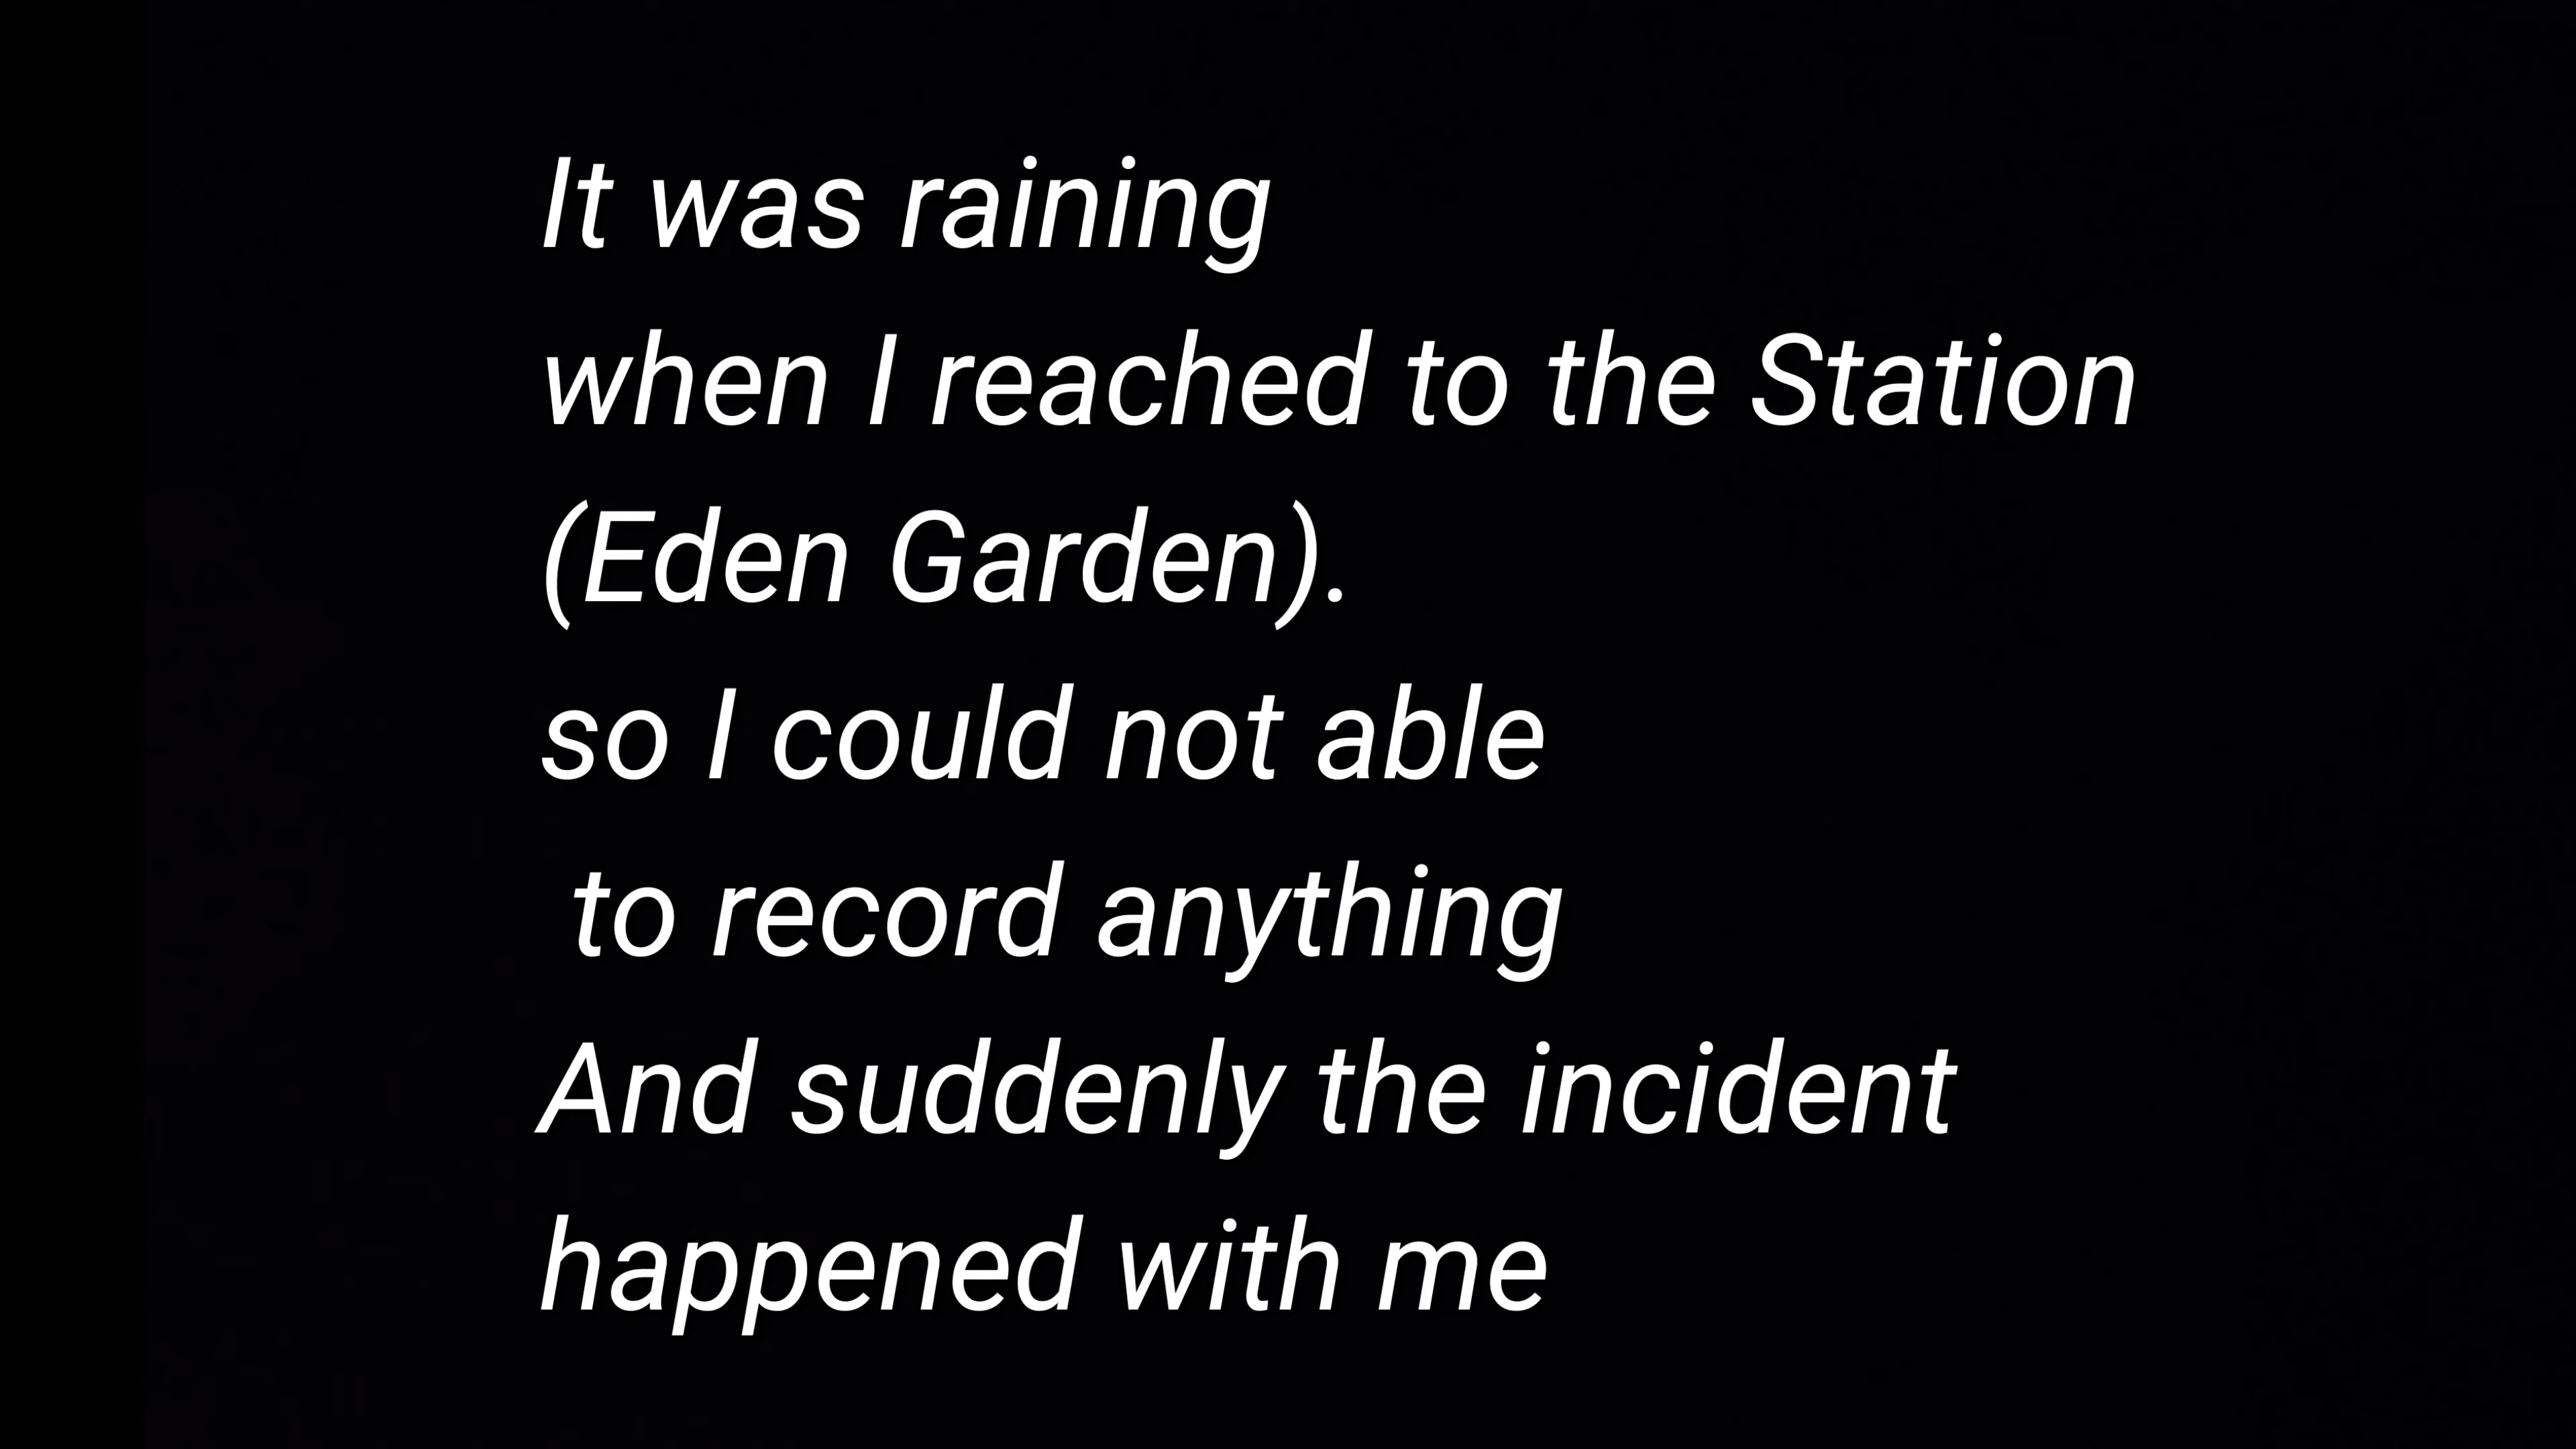 It was raining
when I reached to the Station
(Eden Garden).
so I could not able
to record anything
And suddenly the incident
happened with me